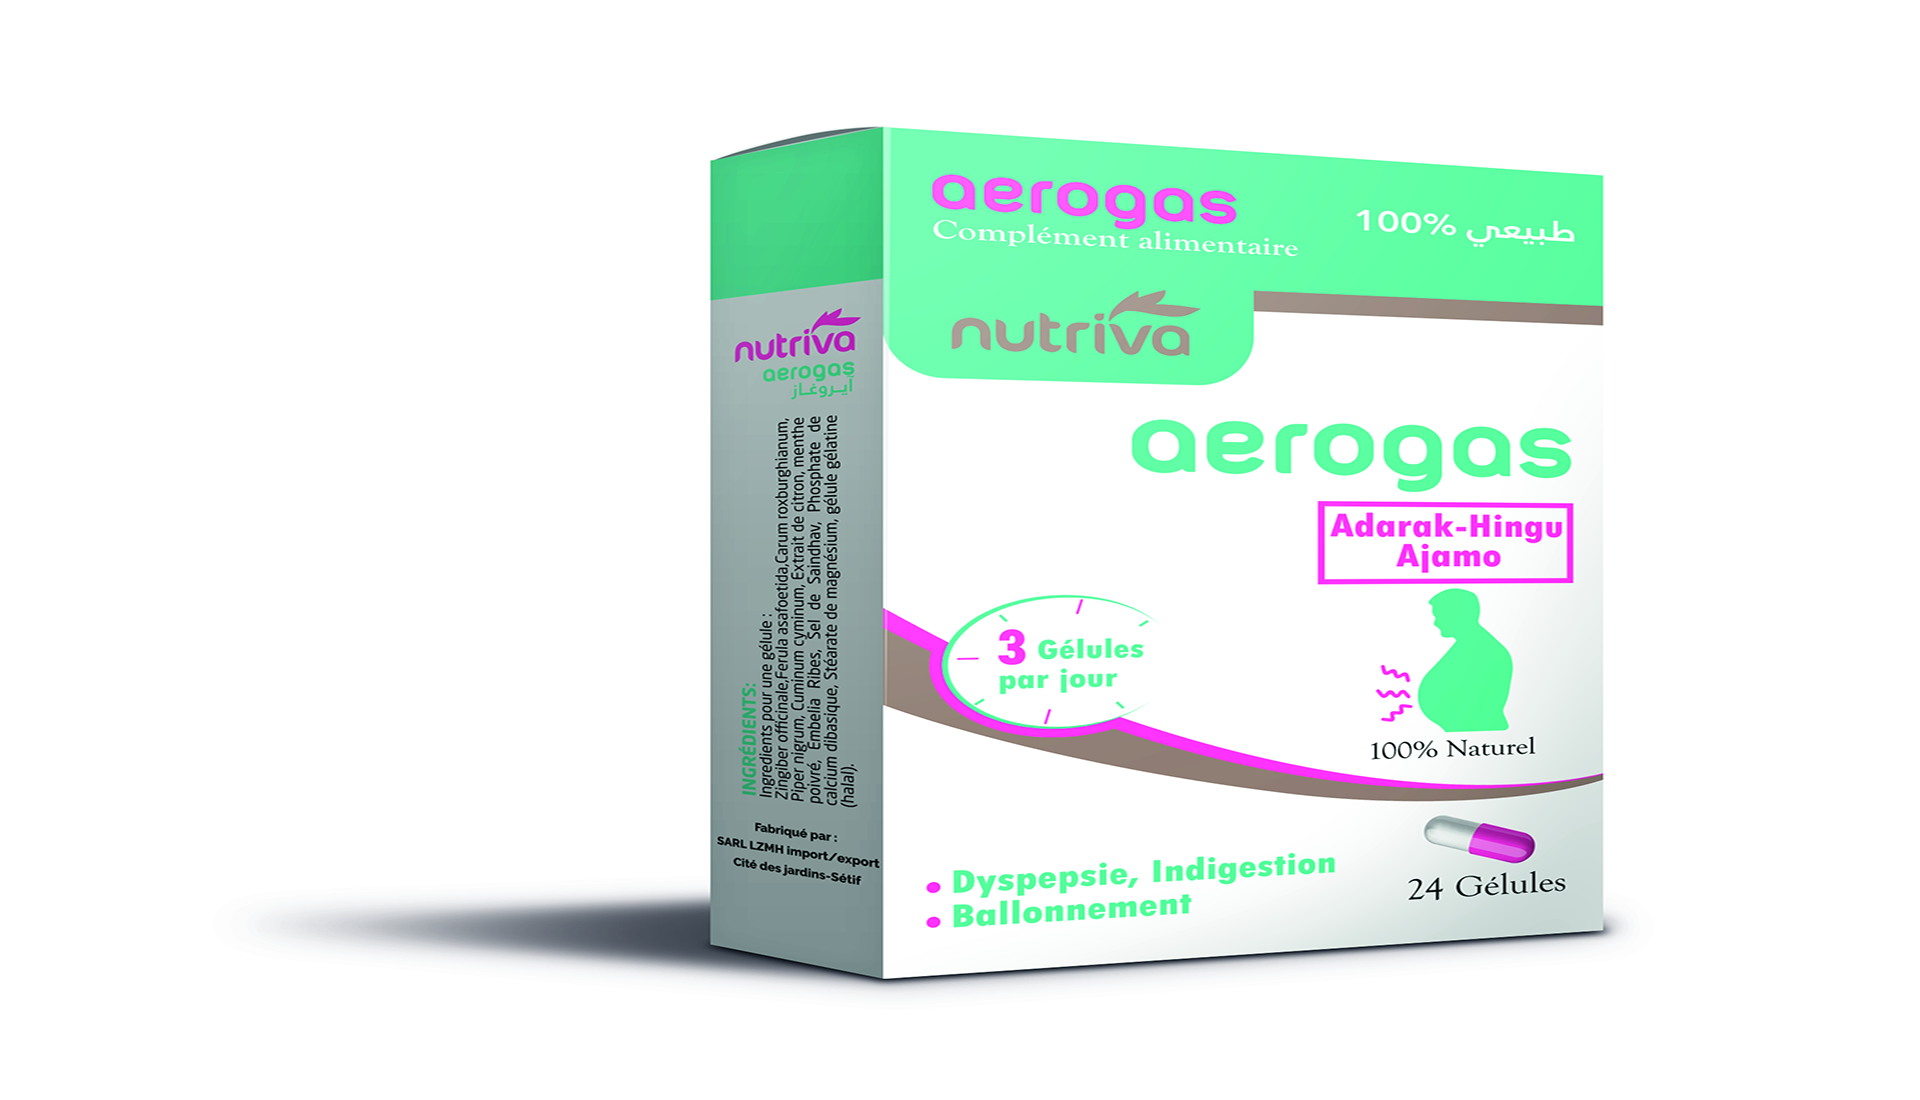 aerogas
Complément alimentaire
100% طبيعي
nutriva
aerogas
Adarak-Hingu
Ajamo
3 Gélules
par jour
100% Naturel
24 Gélules
• Dyspepsie, Indigestion
• Ballonnement
nutriva
aerogas
آيروغاز
INGRÉDIENTS:
Ingredients pour une gélule :
Zingiber officinale,Ferula asafoetida,Carum roxburghianum,
Piper nigrum, Cuminum cyminum, Extrait de citron, menthe
poivré, Embelia Ribes, Sel de Saindhav, Phosphate de
calcium dibasique, Stéarate de magnésium, gélule gélatine
(halal).
Fabriqué par :
SARL LZMH import/export
Cité des jardins-Sétif